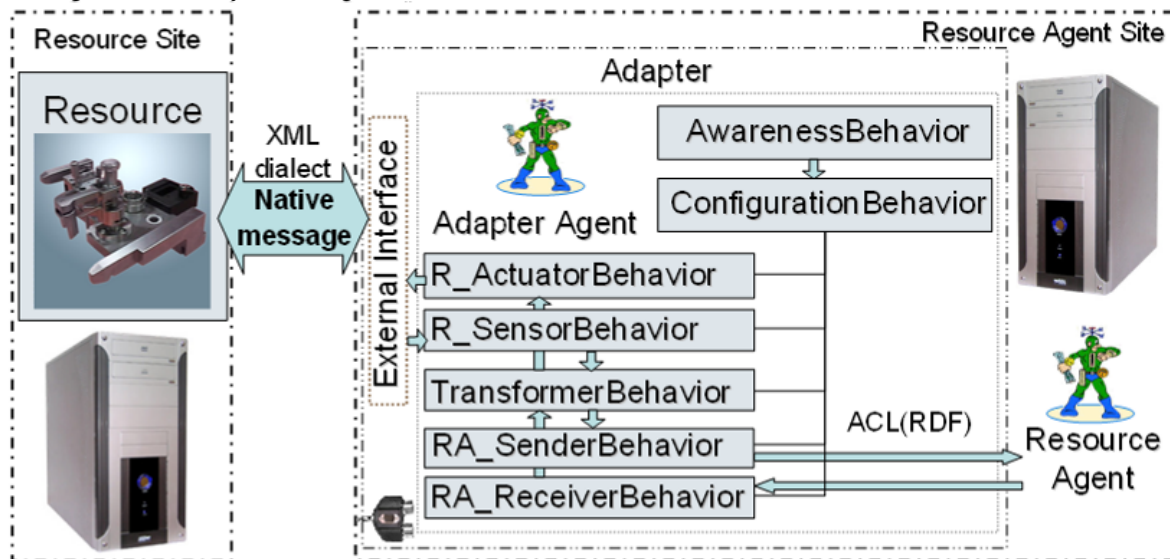 Resource Site
Resource
XML
dialect
Native
message
Resource Agent Site
Adapter
External Interface
Adapter Agent
AwarenessBehavior
ConfigurationBehavior
R_ActuatorBehavior
R_SensorBehavior
TransformerBehavior
RA_SenderBehavior
RA_ReceiverBehavior
ACL(RDF)
Resource
Agent